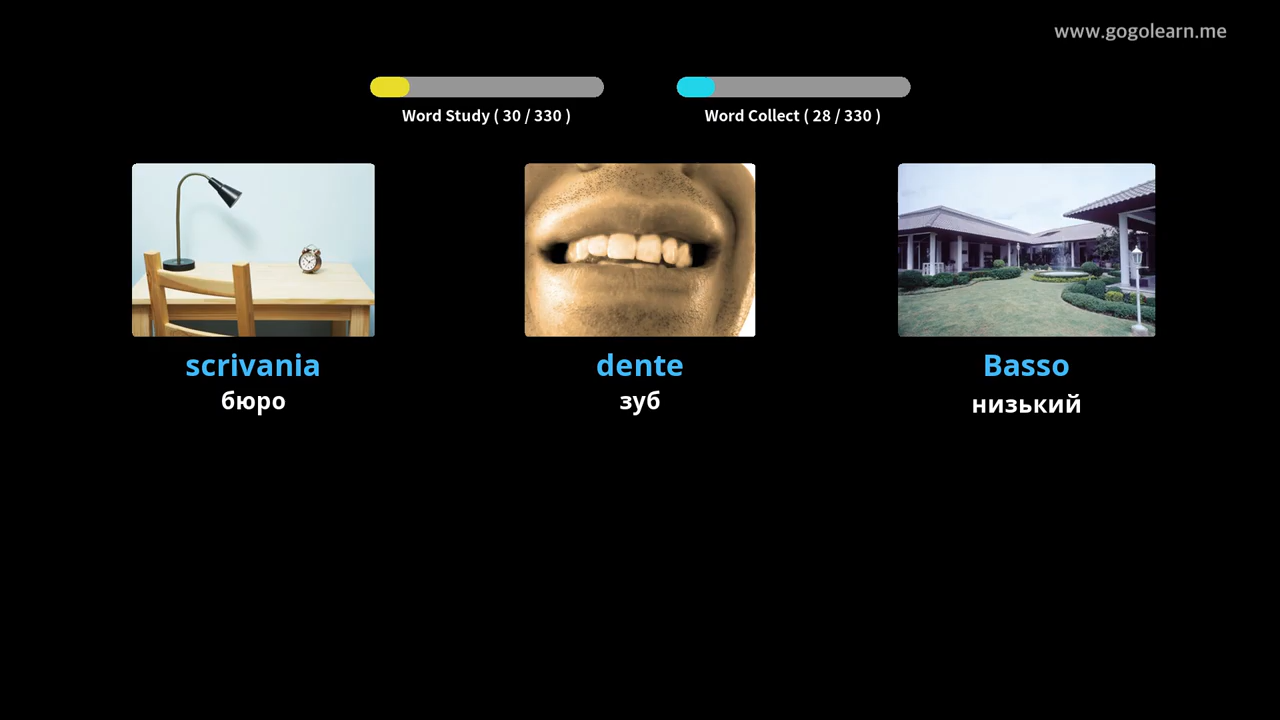 www.gogolearn.me
Word Study ( 30 / 330 )
Word Collect ( 28 / 330 )
scrivania
бюро
dente
зуб
Basso
низький